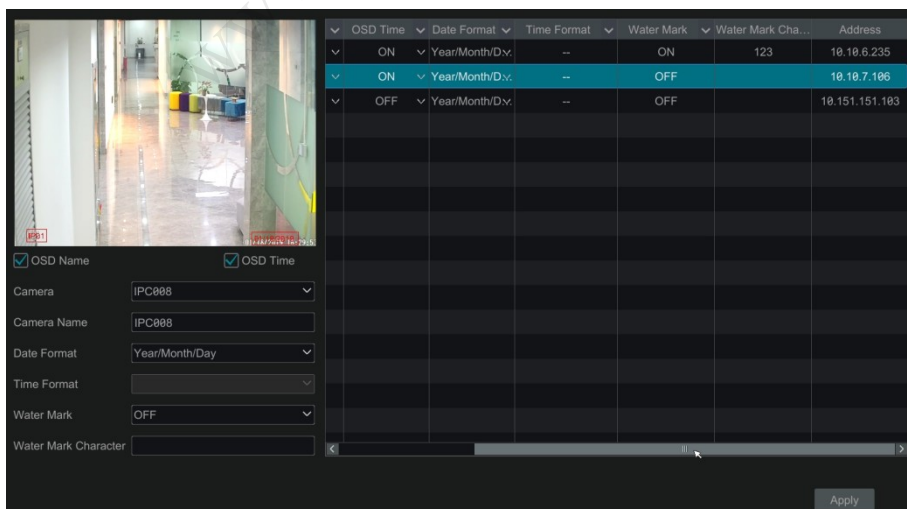 OSD Time Date Format Time Format Water Mark Water Mark Cha... Address
ON Year/Month/D -- ON 123 10.10.6.235
ON Year/Month/D -- OFF 10.10.7.106
OFF Year/Month/D -- OFF 10.151.151.103
OSD Name OSD Time
Camera IPC008
Camera Name IPC008
Date Format Year/Month/Day
Time Format
Water Mark OFF
Water Mark Character
Apply